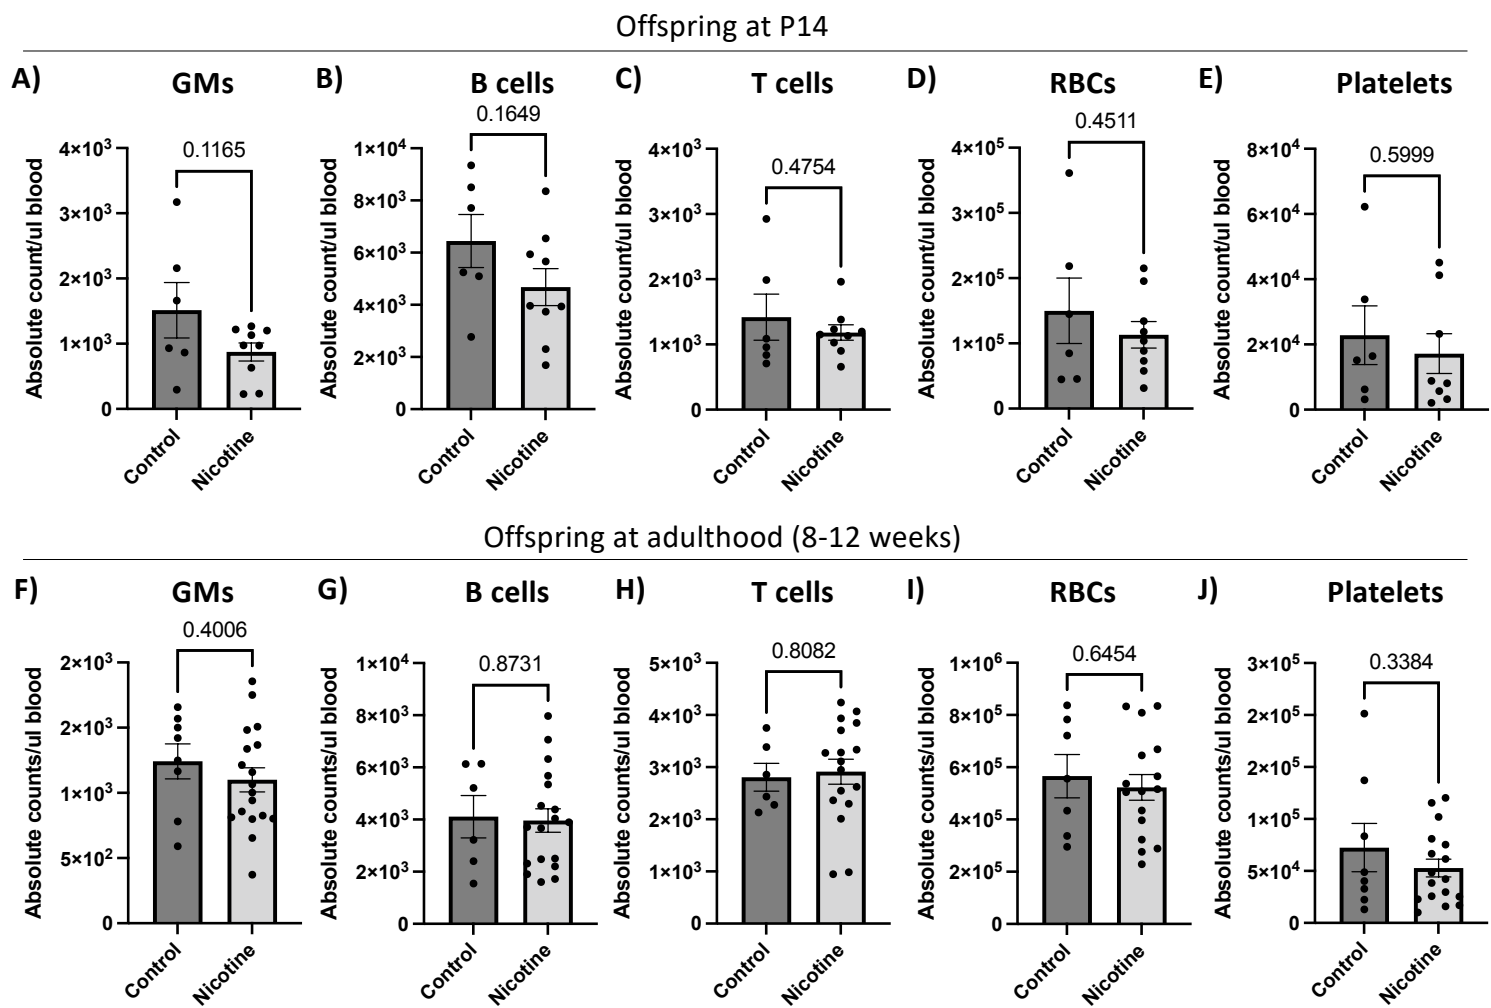 Offspring at P14
A) GMs
0.1165
Absolute count/ul blood
4×10³
3×10³
2×10³
1×10³
0
Control
Nicotine
B) B cells
0.1649
Absolute count/ul blood
1×10⁴
8×10³
6×10³
4×10³
2×10³
0
Control
Nicotine
C) T cells
0.4754
Absolute count/ul blood
4×10³
3×10³
2×10³
1×10³
0
Control
Nicotine
D) RBCs
0.4511
Absolute count/ul blood
4×10⁵
3×10⁵
2×10⁵
1×10⁵
0
Control
Nicotine
E) Platelets
0.5999
Absolute count/ul blood
8×10⁴
6×10⁴
4×10⁴
2×10⁴
0
Control
Nicotine
Offspring at adulthood (8-12 weeks)
F) GMs
0.4006
Absolute counts/ul blood
2×10³
2×10³
1×10³
5×10²
0
Control
Nicotine
G) B cells
0.8731
Absolute counts/ul blood
1×10⁴
8×10³
6×10³
4×10³
2×10³
0
Control
Nicotine
H) T cells
0.8082
Absolute counts/ul blood
5×10³
4×10³
3×10³
2×10³
1×10³
0
Control
Nicotine
I) RBCs
0.6454
Absolute counts/ul blood
1×10⁶
8×10⁵
6×10⁵
4×10⁵
2×10⁵
0
Control
Nicotine
J) Platelets
0.3384
Absolute counts/ul blood
3×10⁵
2×10⁵
2×10⁵
1×10⁵
5×10⁴
0
Control
Nicotine